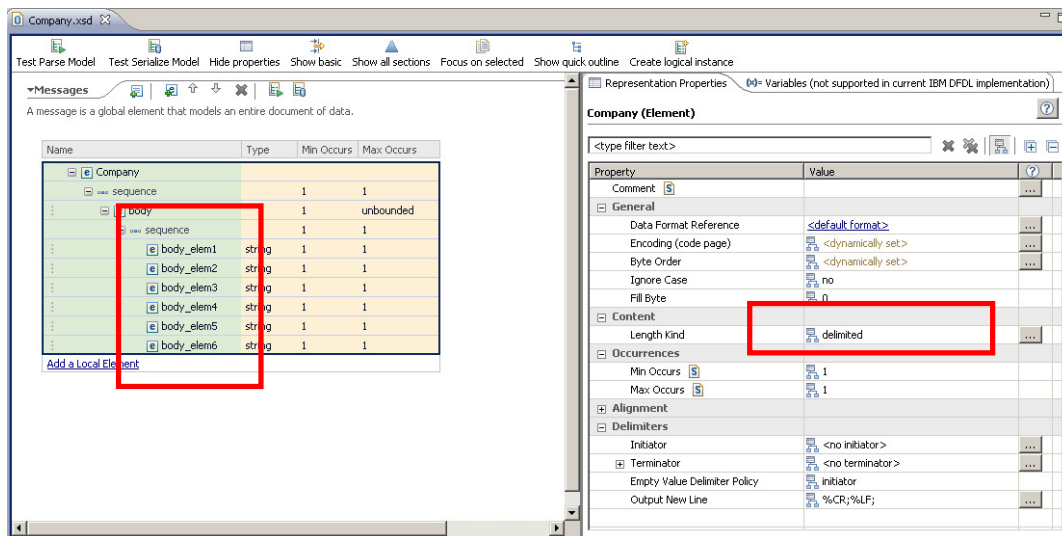 Company.xsd
Test Parse Model Test Serialize Model Hide properties Show basic Show all sections Focus on selected Show quick outline Create logical instance
Messages
A message is a global element that models an entire document of data.
Name Type Min Occurs Max Occurs
e Company
sequence 1 1
body 1 unbounded
sequence 1 1
e body_elem1 string 1 1
e body_elem2 string 1 1
e body_elem3 string 1 1
e body_elem4 string 1 1
e body_elem5 string 1 1
e body_elem6 string 1 1
Add a Local Element
Representation Properties (x)= Variables (not supported in current IBM DFDL implementation)
Company (Element)
?
<type filter text>
Property Value ?
Comment S ...
General
Data Format Reference <default format> ...
Encoding (code page) <dynamically set> ...
Byte Order <dynamically set> ...
Ignore Case no
Fill Byte 0
Content
Length Kind delimited ...
Occurrences
Min Occurs S 1
Max Occurs S 1
Alignment
Delimiters
Initiator <no initiator> ...
Terminator <no terminator> ...
Empty Value Delimiter Policy initiator
Output New Line %CR;%LF; ...